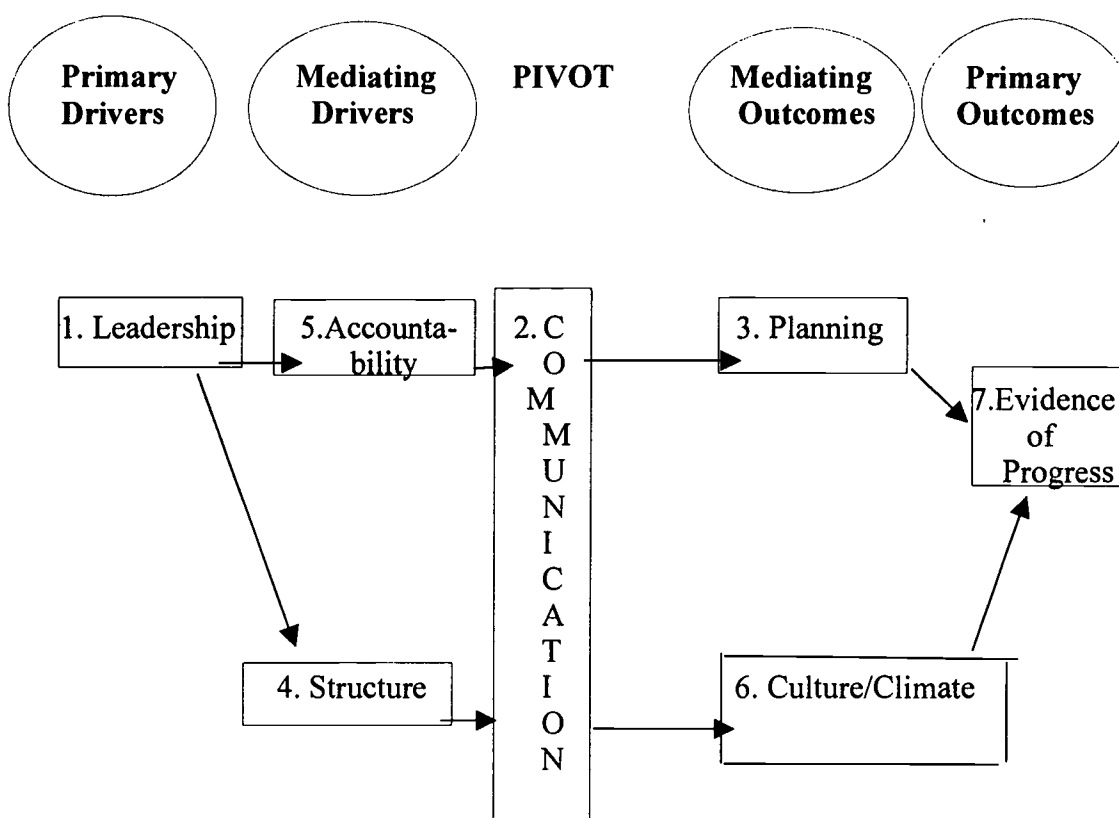 Primary
Drivers
Mediating
Drivers
PIVOT
Mediating
Outcomes
Primary
Outcomes
1. Leadership
5.Accounta-
bility
2. C
O
M
M
U
N
I
C
A
T
I
O
N
3. Planning
7.Evidence
of
Progress
4. Structure
6. Culture/Climate